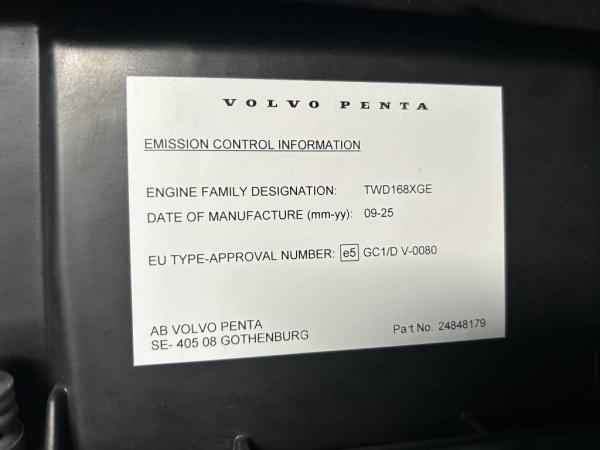 VOLVO PENTA
EMISSION CONTROL INFORMATION
ENGINE FAMILY DESIGNATION: TWD168XGE
DATE OF MANUFACTURE (mm-yy): 09-25
EU TYPE-APPROVAL NUMBER: e5 GC1/D V-0080
AB VOLVO PENTA
SE- 405 08 GOTHENBURG
Part No. 24848179